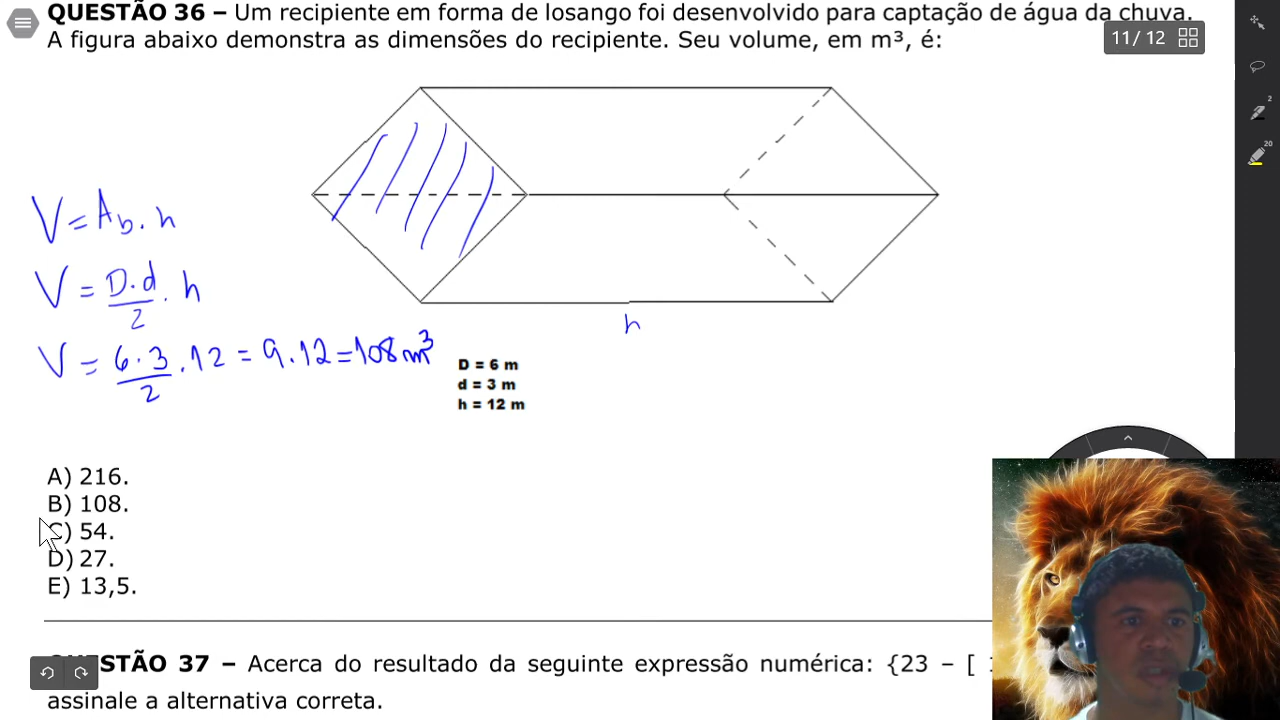 QUESTÃO 36 – Um recipiente em forma de losango foi desenvolvido para captação de água da chuva.
A figura abaixo demonstra as dimensões do recipiente. Seu volume, em m³, é:
11/12
2
20
V = Ab . h
V = D.d/2 . h
h
V = 6.3/2 . 12 = 9.12 = 108 m³
D = 6 m
d = 3 m
h = 12 m
A) 216.
B) 108.
C) 54.
D) 27.
E) 13,5.
STÃO 37 – Acerca do resultado da seguinte expressão numérica: {23 – [
assinale a alternativa correta.